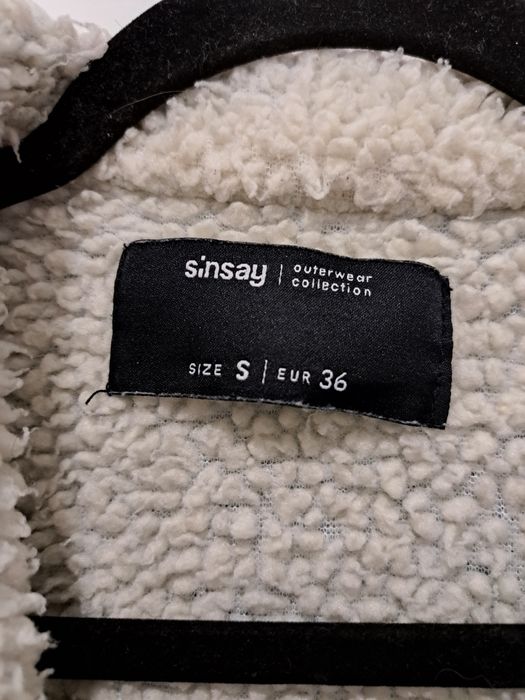 sinsay | outerwear
collection
SIZE S | EUR 36